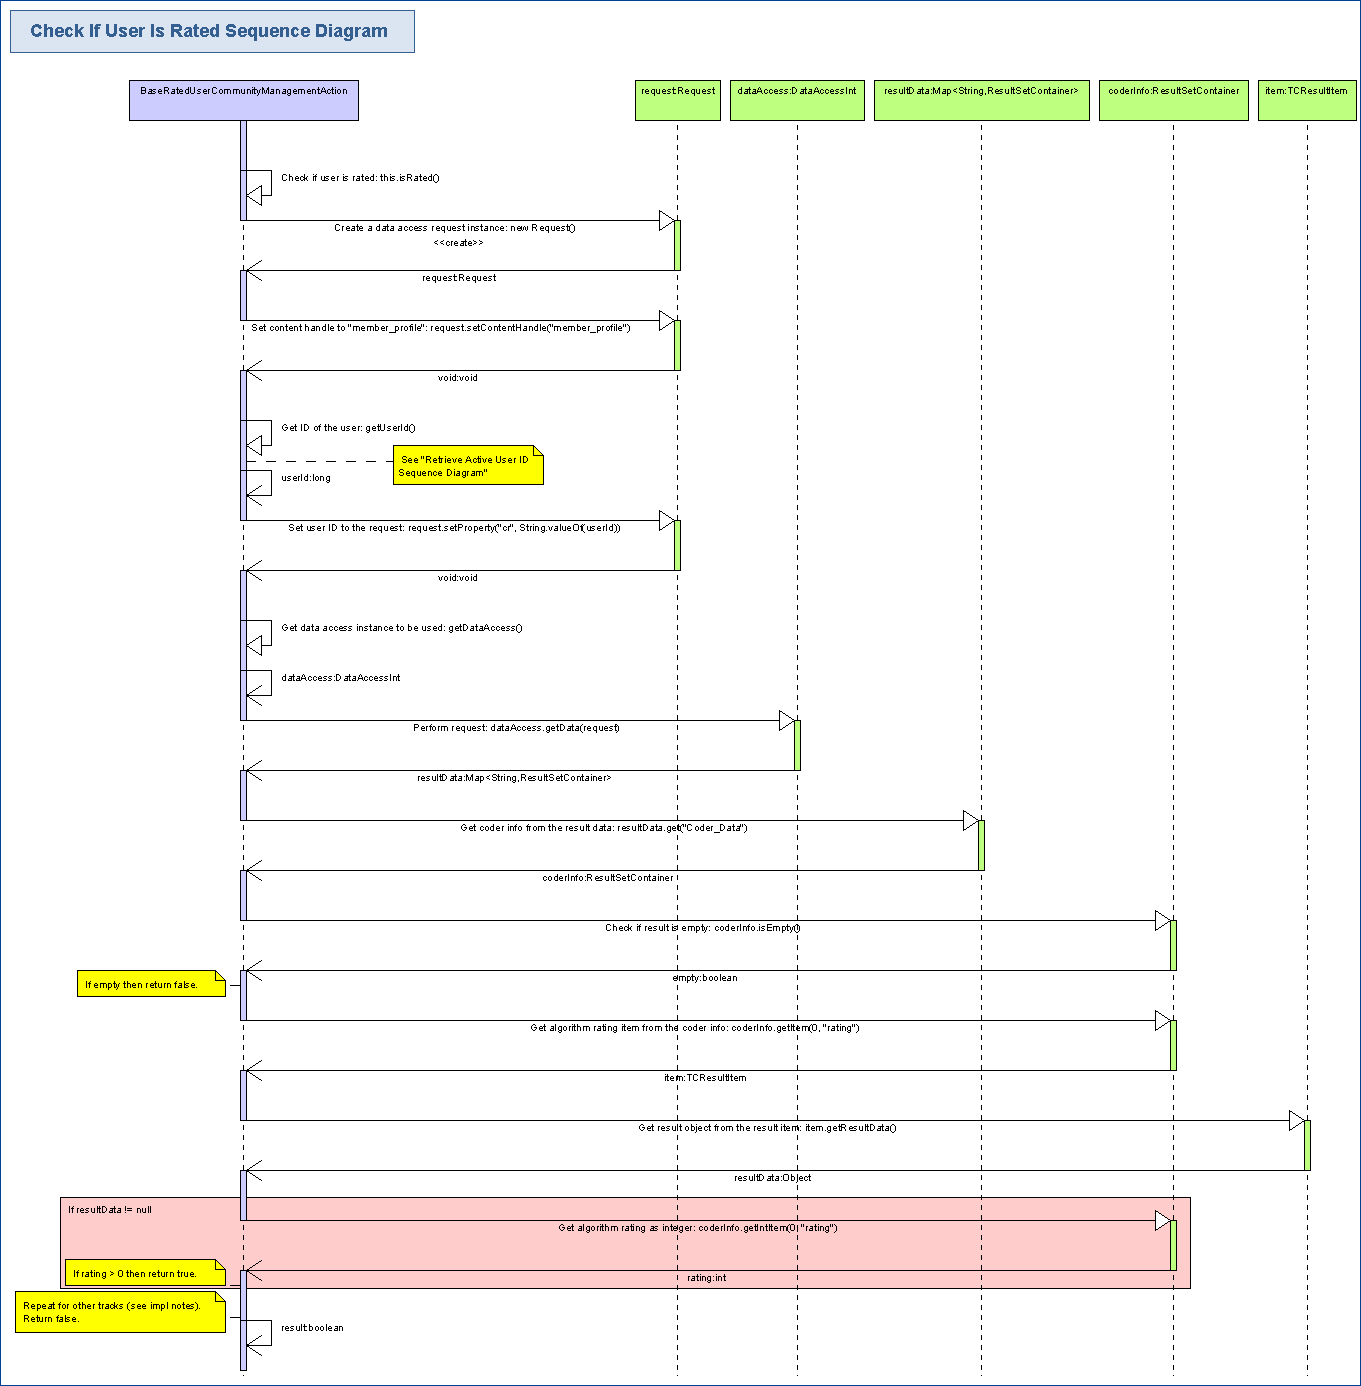 Check If User Is Rated Sequence Diagram
BaseRatedUserCommunityManagementAction
request:Request
dataAccess:DataAccessInt
resultData:Map<String,ResultSetContainer>
coderInfo:ResultSetContainer
item:TCResultItem
Check if user is rated: this.isRated()
Create a data access request instance: new Request()
<<create>>
request:Request
Set content handle to "member_profile": request.setContentHandle("member_profile")
void:void
Get ID of the user: getUserId()
See "Retrieve Active User ID
Sequence Diagram"
userId:long
Set user ID to the request: request.setProperty("cr", String.valueOf(userId))
void:void
Get data access instance to be used: getDataAccess()
dataAccess:DataAccessInt
Perform request: dataAccess.getData(request)
resultData:Map<String,ResultSetContainer>
Get coder info from the result data: resultData.get("Coder_Data")
coderInfo:ResultSetContainer
Check if result is empty: coderInfo.isEmpty()
empty:boolean
If empty then return false.
Get algorithm rating item from the coder info: coderInfo.getItem(0, "rating")
item:TCResultItem
Get result object from the result item: item.getResultData()
resultData:Object
If resultData != null
Get algorithm rating as integer: coderInfo.getIntItem(0, "rating")
If rating > 0 then return true.
rating:int
Repeat for other tracks (see impl notes).
Return false.
result:boolean